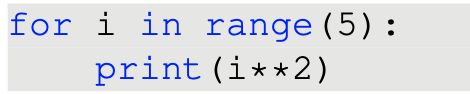 for i in range(5):
    print(i**2)